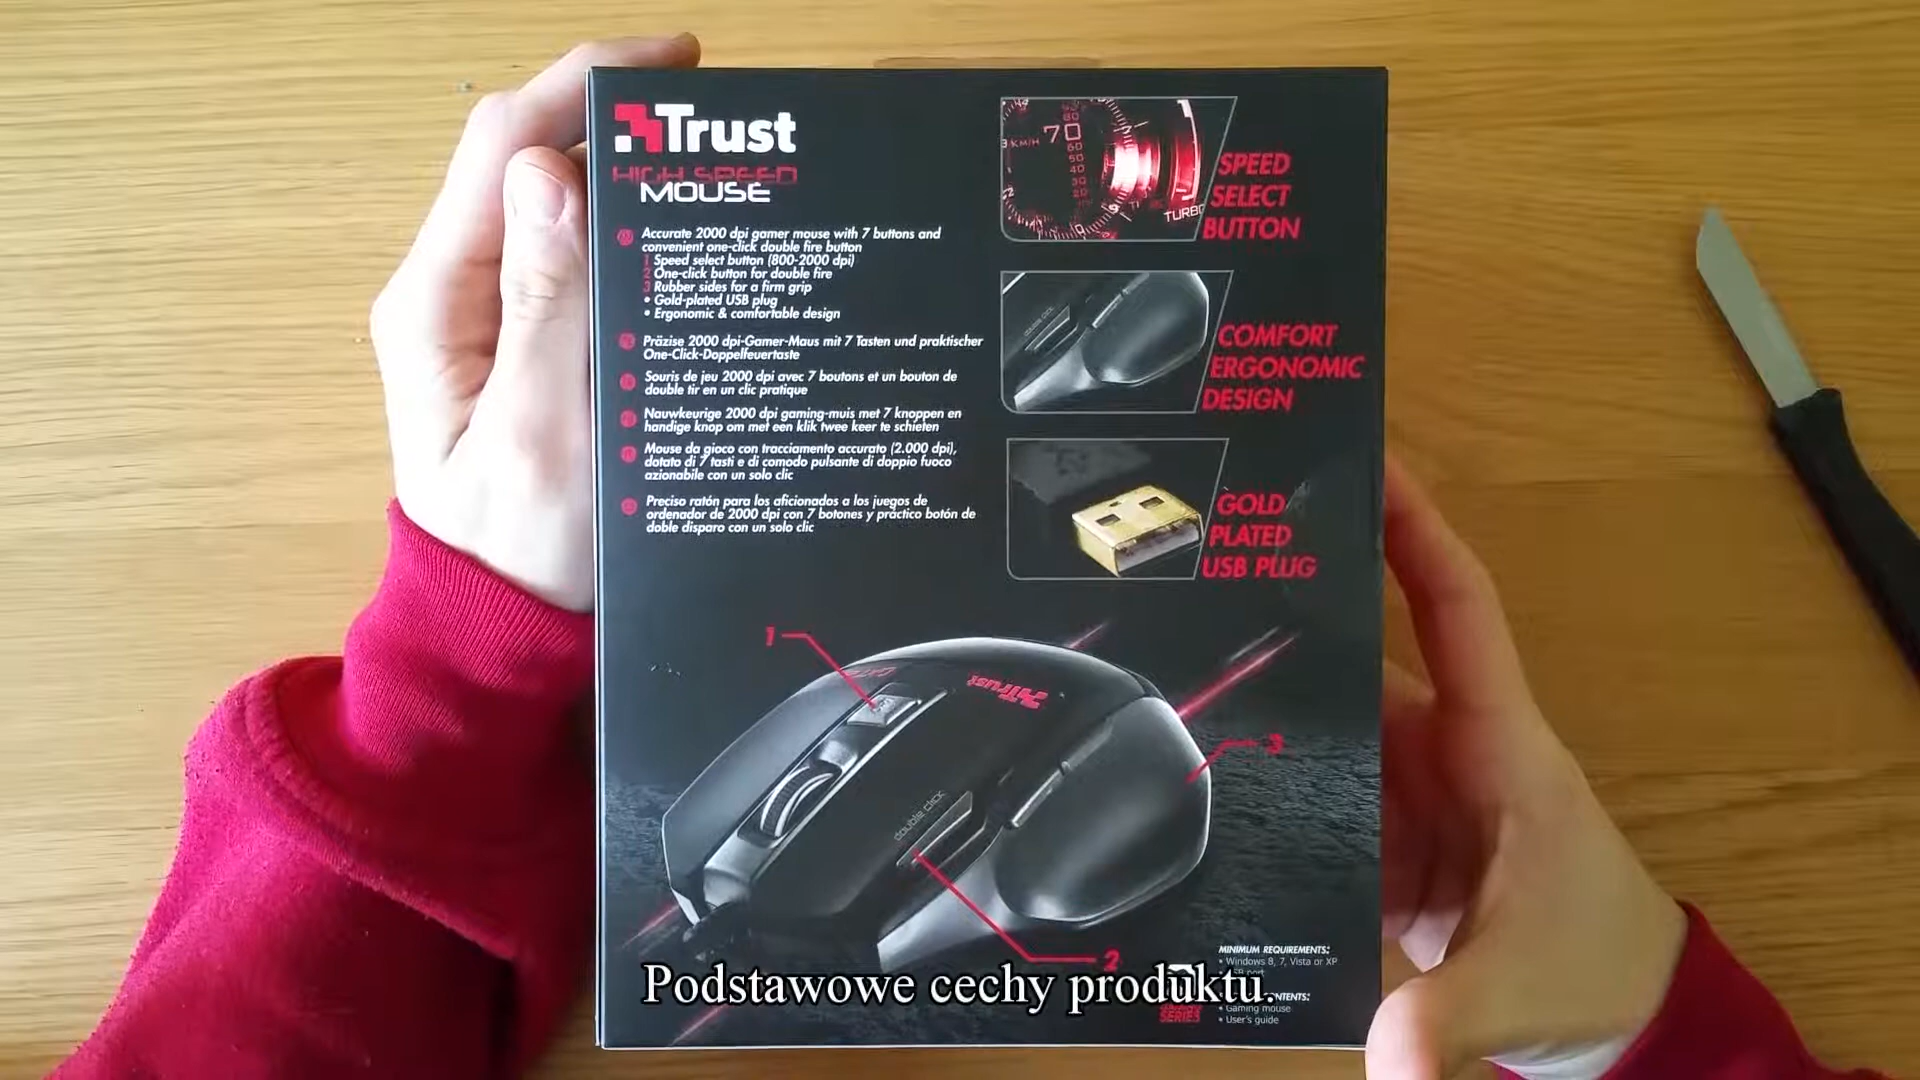 Trust
HIGH SPEED
MOUSE
Accurate 2000 dpi gamer mouse with 7 buttons and
convenient one-click double fire button
1 Speed select button (800-2000 dpi)
2 One-click button for double fire
3 Rubber sides for a firm grip
• Gold-plated USB plug
• Ergonomic & comfortable design
Präzise 2000 dpi-Gamer-Maus mit 7 Tasten und praktischer
One-Click-Doppelfeuertaste
Souris de jeu 2000 dpi avec 7 boutons et un bouton de
double tir en un clic pratique
Nauwkeurige 2000 dpi gaming-muis met 7 knoppen en
handige knop om met een klik twee keer te schieten
Mouse da gioco con tracciamento accurato (2.000 dpi),
dotato di 7 tasti e di comodo pulsante di doppio fuoco
azionabile con un solo clic
Preciso ratón para los aficionados a los juegos de
ordenador de 2000 dpi con 7 botones y práctico botón de
doble disparo con un solo clic
KM/H
70
80
60
50
40
30
20
TURBO
SPEED
SELECT
BUTTON
COMFORT
ERGONOMIC
DESIGN
GOLD
PLATED
USB PLUG
1
Trust
3
double click
2
MINIMUM REQUIREMENTS:
• Windows 8, 7, Vista or XP
• USB port
• Gaming mouse
• User's guide
SERIES
Podstawowe cechy produktu.